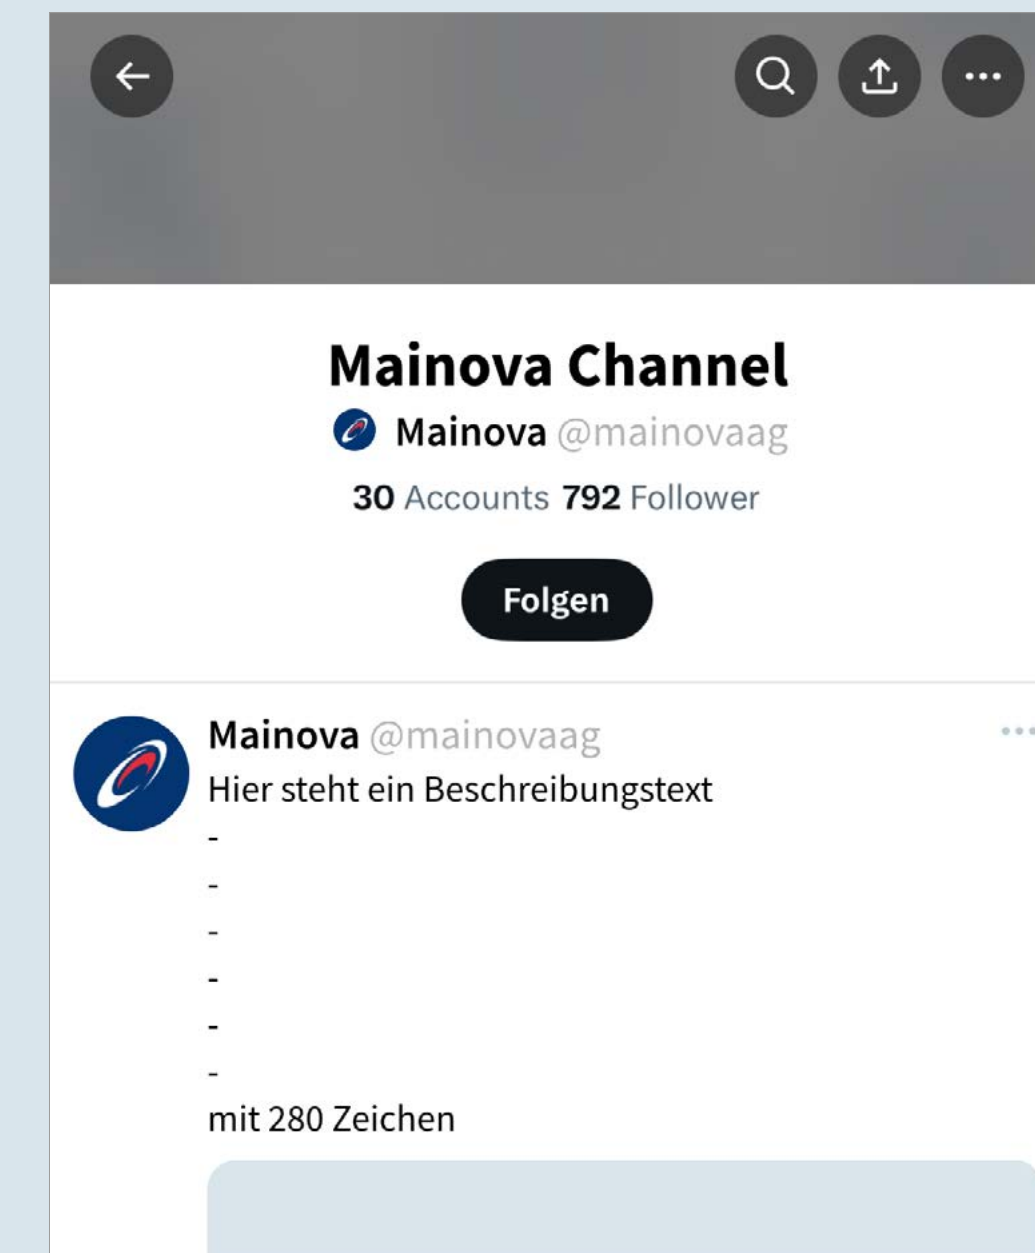 Mainova Channel
Mainova @mainovaag
30 Accounts 792 Follower
Folgen
Mainova @mainovaag
Hier steht ein Beschreibungstext
-
-
-
-
-
-
mit 280 Zeichen